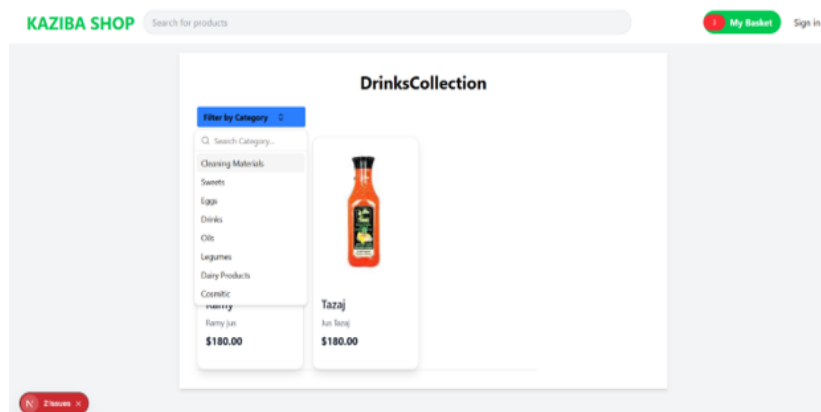 KAZIBA SHOP
Search for products
My Basket
Sign in
DrinksCollection
Filter by Category
Search Category...
Cleaning Materials
Sweets
Eggs
Drinks
Oils
Legumes
Dairy Products
Cosmitic
Ramy
Tazaj
Ramy jus
Jus Tazaj
$180.00
$180.00
N
2 Issues